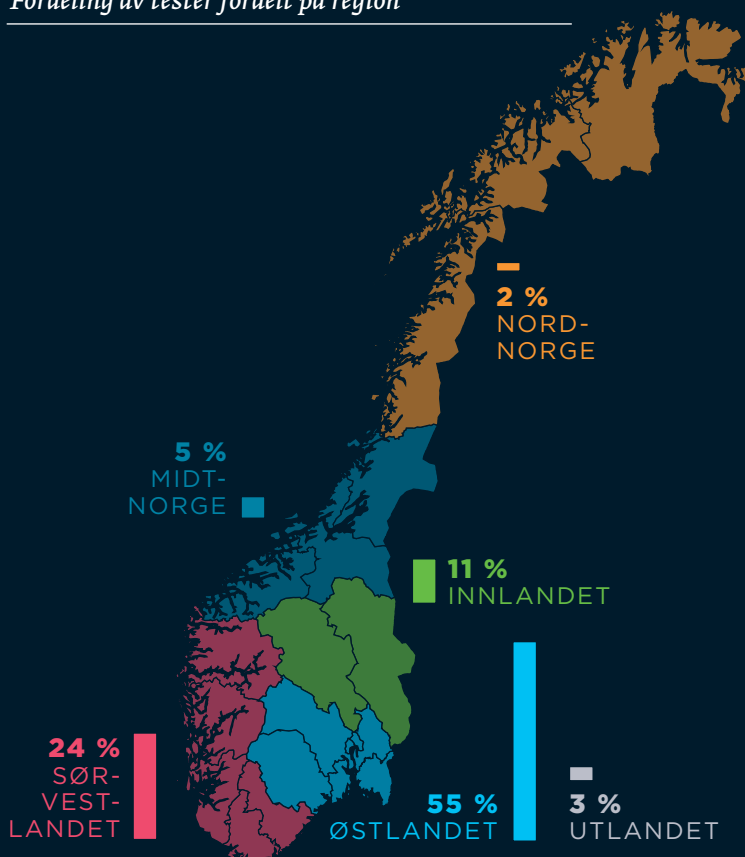 Fordeling av tester fordelt på region
2 %
NORD-
NORGE
5 %
MIDT-
NORGE
11 %
INNLANDET
24 %
SØR-
VEST-
LANDET
55 %
ØSTLANDET
3 %
UTLANDET